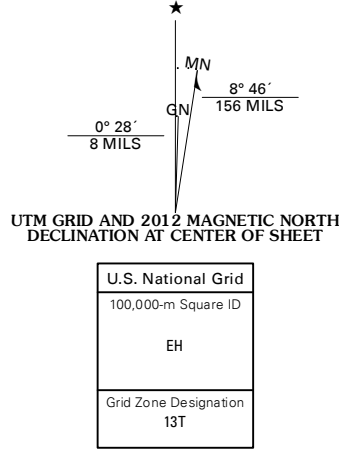 ★
MN
GN
8° 46´
156 MILS
0° 28´
8 MILS
UTM GRID AND 2012 MAGNETIC NORTH
DECLINATION AT CENTER OF SHEET
U.S. National Grid
100,000-m Square ID
EH
Grid Zone Designation
13T